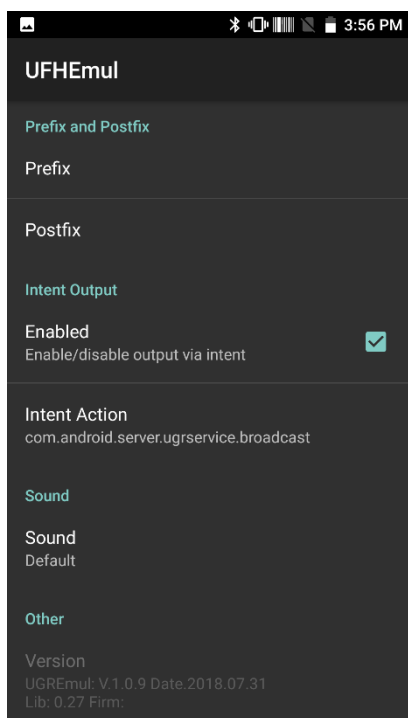 3:56 PM
UFHEmul
Prefix and Postfix
Prefix
Postfix
Intent Output
Enabled
Enable/disable output via intent
Intent Action
com.android.server.ugrservice.broadcast
Sound
Sound
Default
Other
Version
UGREmul: V.1.0.9 Date.2018.07.31
Lib: 0.27 Firm: